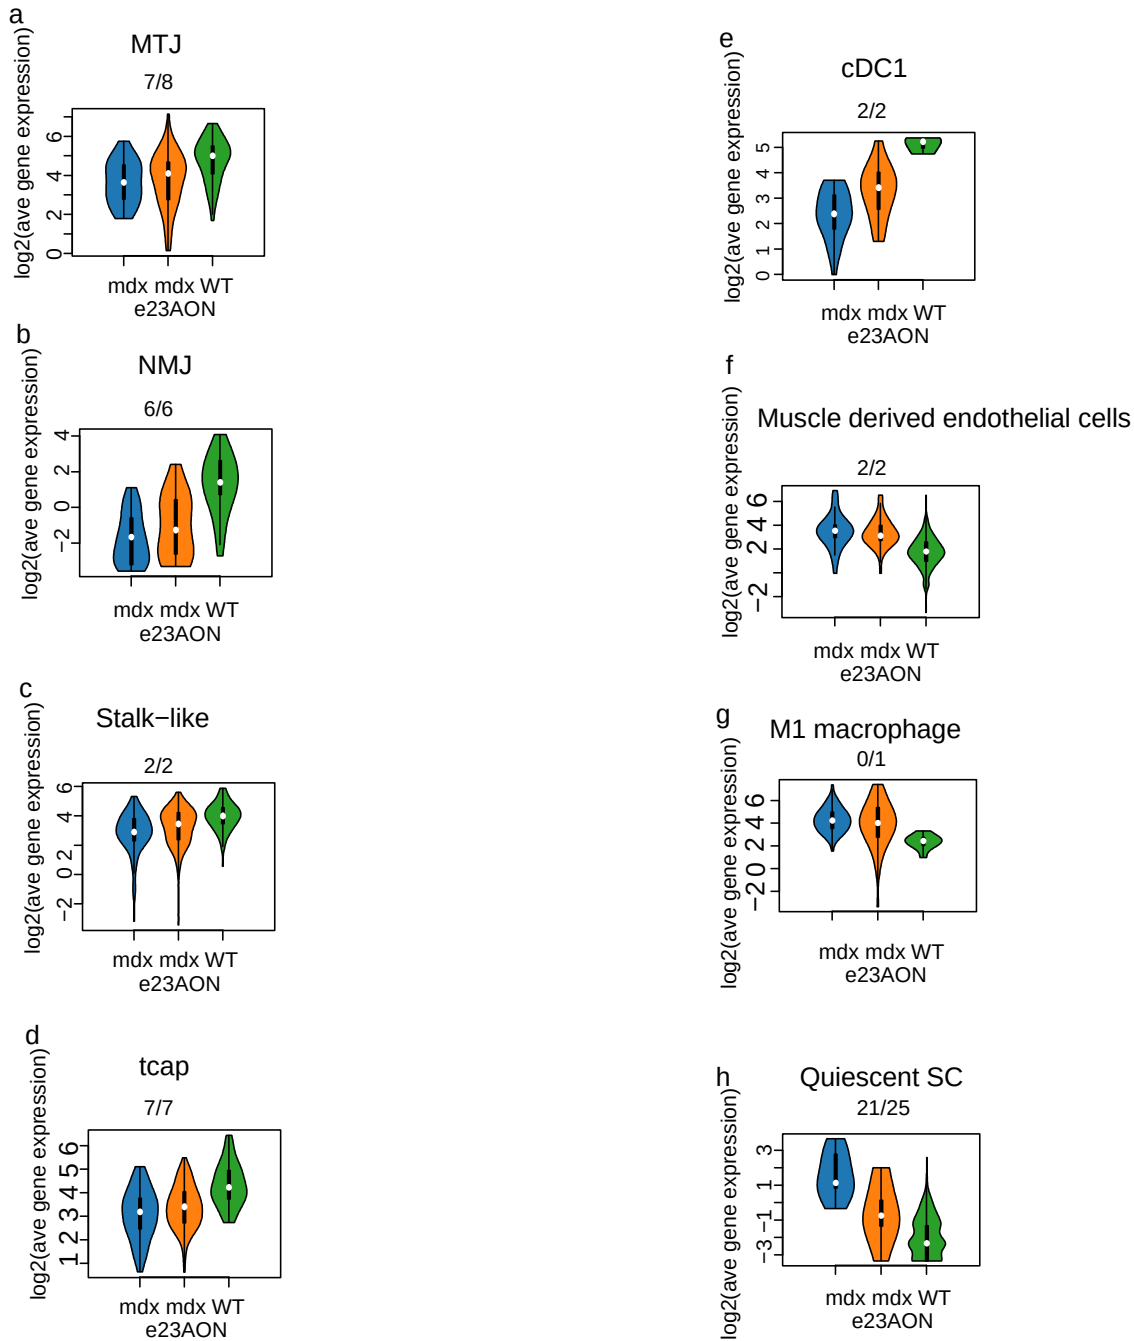 a
MTJ
7/8
log2(ave gene expression)
6
4
2
0
mdx mdx WT
e23AON
b
NMJ
6/6
log2(ave gene expression)
4
2
0
−2
mdx mdx WT
e23AON
c
Stalk−like
2/2
log2(ave gene expression)
6
4
2
0
−2
mdx mdx WT
e23AON
d
tcap
7/7
log2(ave gene expression)
6
5
4
3
2
1
mdx mdx WT
e23AON
e
cDC1
2/2
log2(ave gene expression)
5
4
3
2
1
0
mdx mdx WT
e23AON
f
Muscle derived endothelial cells
2/2
log2(ave gene expression)
6
4
2
−2
mdx mdx WT
e23AON
g
M1 macrophage
0/1
log2(ave gene expression)
6
4
2
0
−2
mdx mdx WT
e23AON
h
Quiescent SC
21/25
log2(ave gene expression)
3
1
−1
−3
mdx mdx WT
e23AON